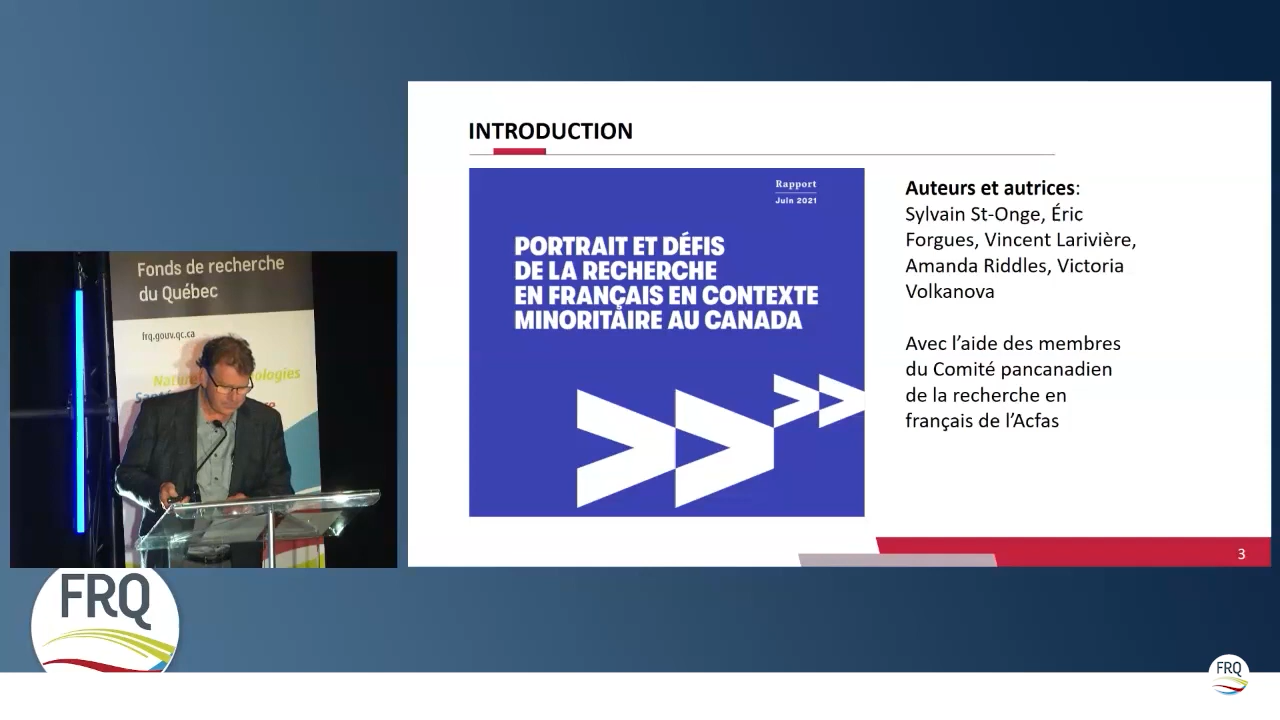 INTRODUCTION
Rapport
Juin 2021
PORTRAIT ET DÉFIS
DE LA RECHERCHE
EN FRANÇAIS EN CONTEXTE
MINORITAIRE AU CANADA
Auteurs et autrices:
Sylvain St-Onge, Éric
Forgues, Vincent Larivière,
Amanda Riddles, Victoria
Volkanova
Avec l’aide des membres
du Comité pancanadien
de la recherche en
français de l’Acfas
3
Fonds de recherche
du Québec
frq.gouv.qc.ca
FRQ
FRQ